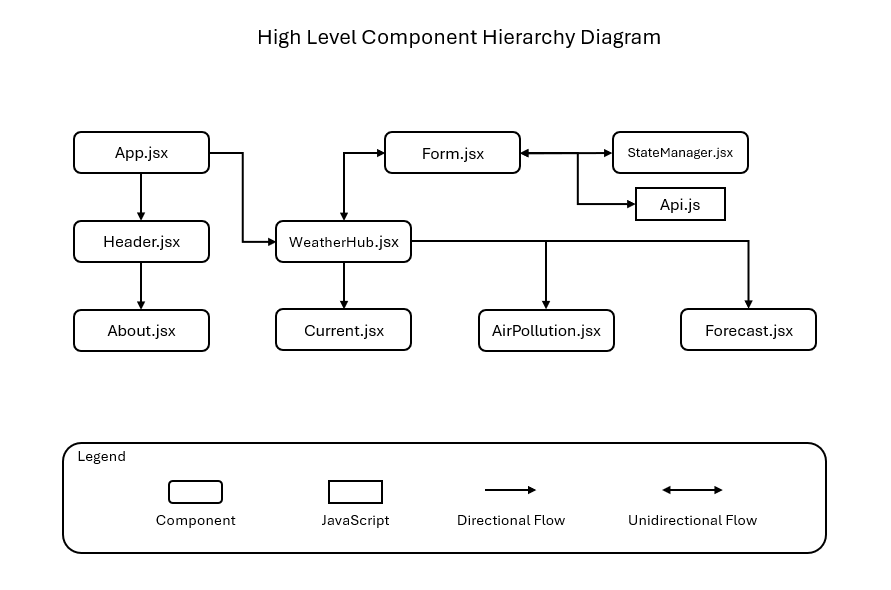 High Level Component Hierarchy Diagram
App.jsx
Form.jsx
StateManager.jsx
Api.js
Header.jsx
WeatherHub.jsx
About.jsx
Current.jsx
AirPollution.jsx
Forecast.jsx
Legend
Component
JavaScript
Directional Flow
Unidirectional Flow